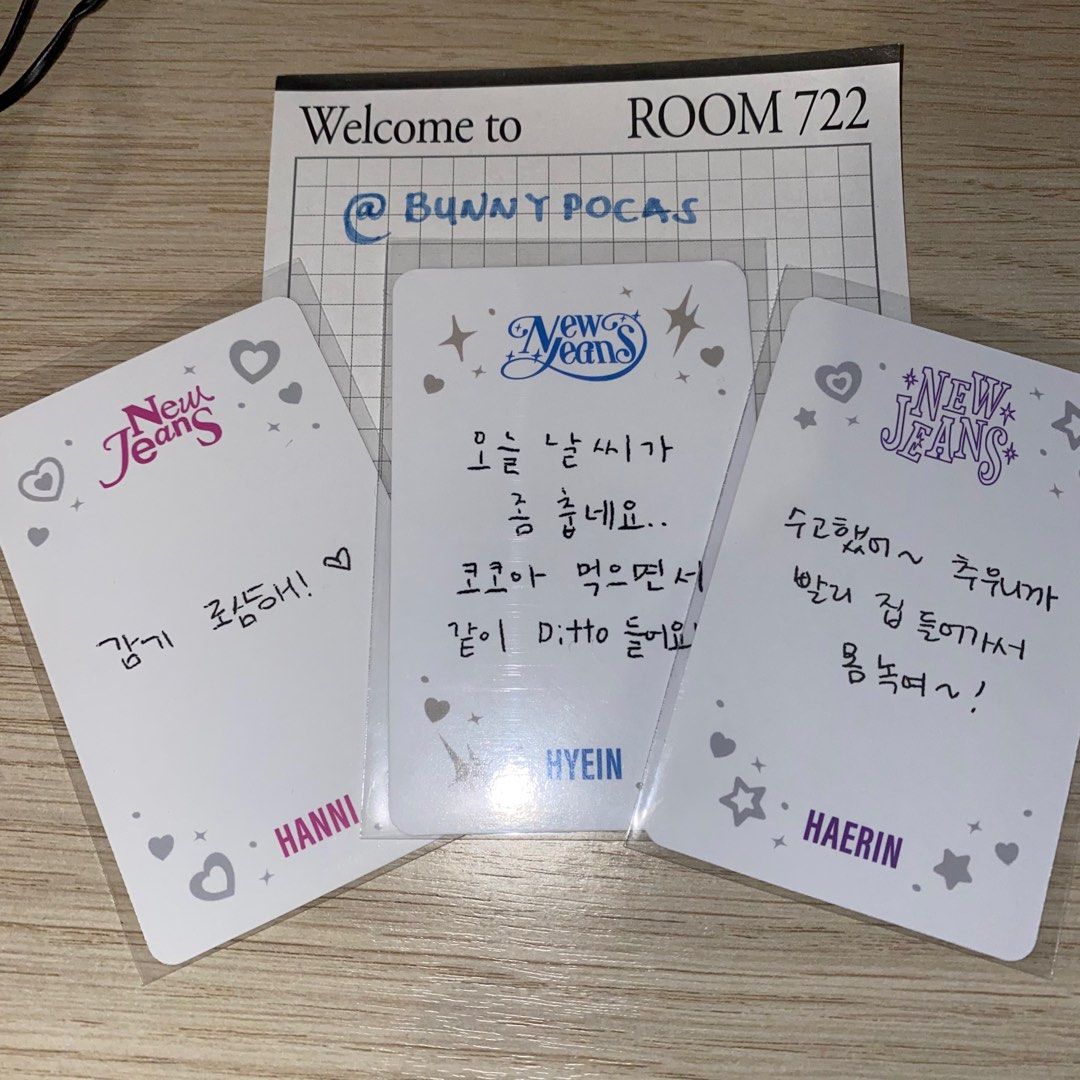 Welcome to ROOM 722
@BUNNYPOCAS
New
Jeans
감기 조심해! ♡
HANNI
New
Jeans
오늘 날씨가
좀 춥네요..
코코아 먹으면서
같이 Ditto 들어요!
HYEIN
NEW
JEANS
수고했어~ 추우니까
빨리 집 들어가서
몸 녹여~!
HAERIN